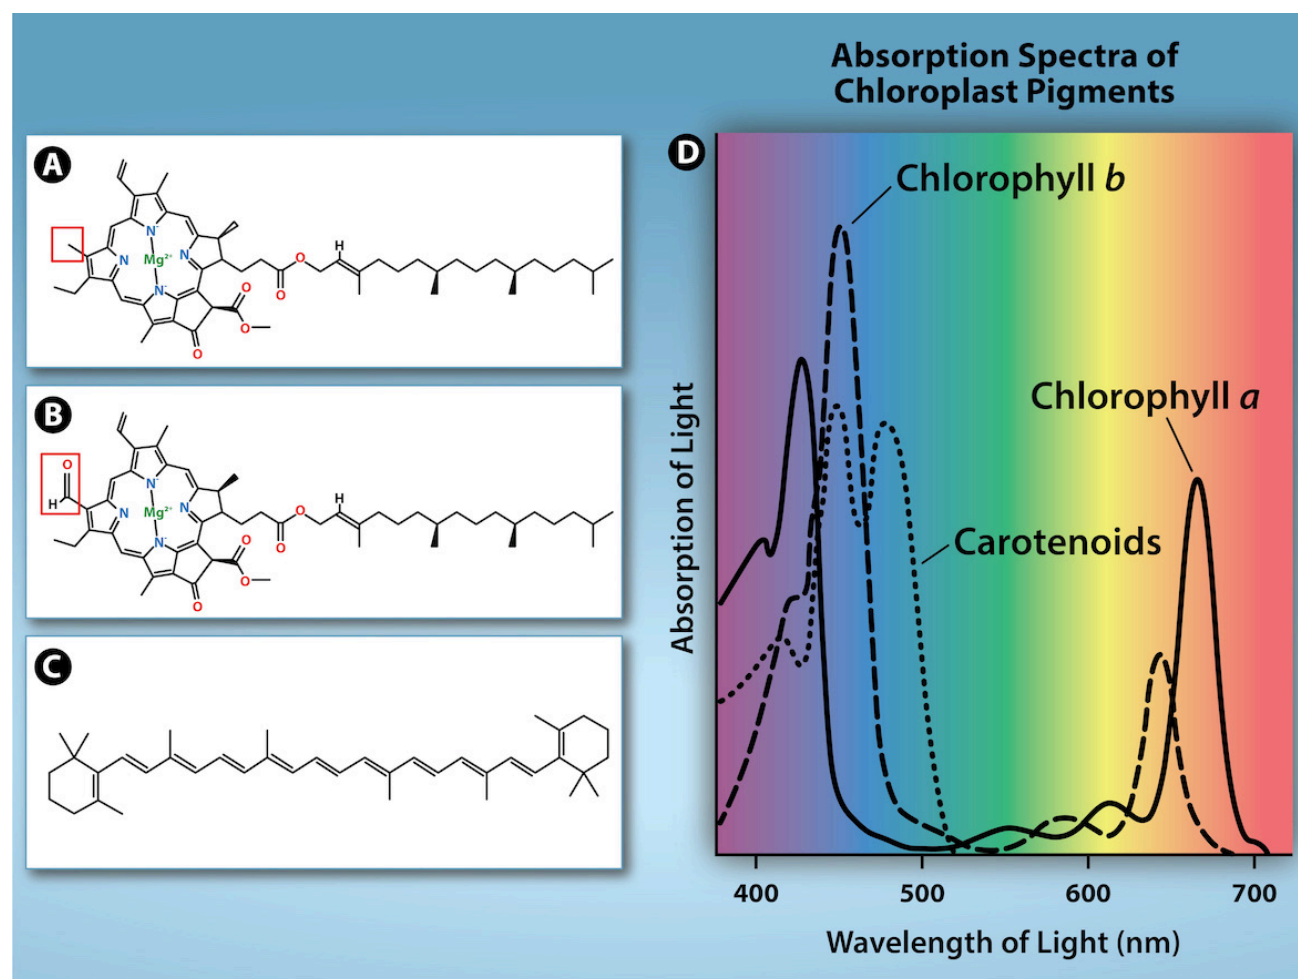 Absorption Spectra of
Chloroplast Pigments
A
N-
N
N
N-
Mg2+
O
O
H
O
O
O
B
O
H
N-
N
N
N-
Mg2+
O
O
H
O
O
O
C
D
Chlorophyll b
Chlorophyll a
Carotenoids
Absorption of Light
400
500
600
700
Wavelength of Light (nm)